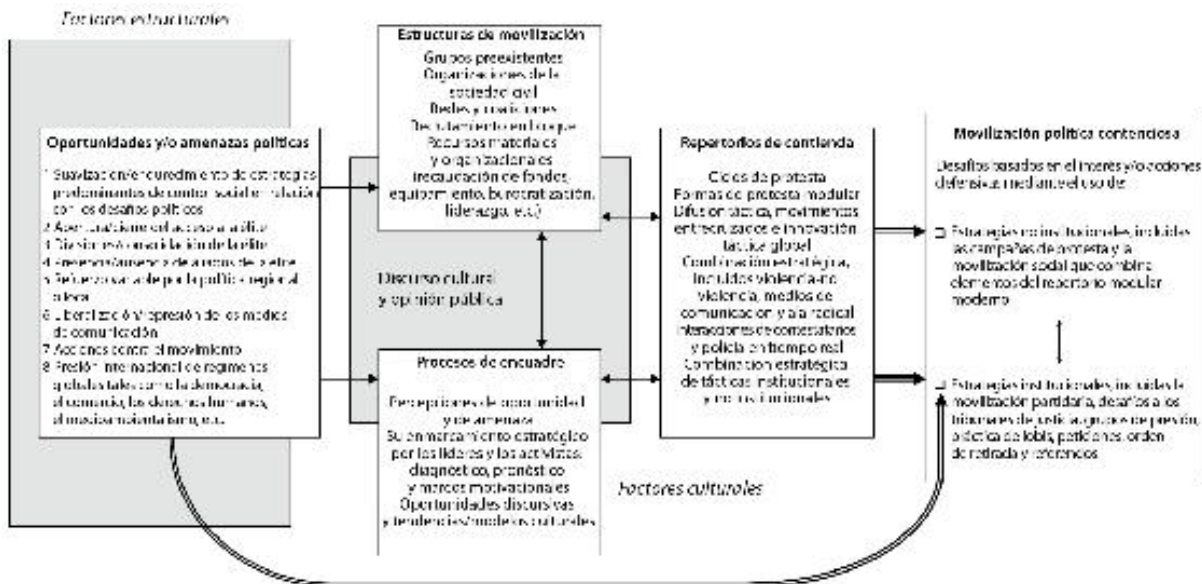 Factores estructurales
Oportunidades y/o amenazas políticas
1 Suavización/endurecimiento de estrategias
predominantes de control social en relación
con los desafíos políticos
2 Apertura/cierre del acceso a la élite
3 Divisiones/consolidación de la élite
4 Presencia/ausencia de aliados de la élite
5 Refuerzo variable por la política regional
o local
6 Liberalización/represión de los medios
de comunicación
7 Acciones contra el movimiento
8 Presión internacional de regímenes
globales tales como la democracia,
el comercio, los derechos humanos,
el medioambientalismo, etc.
Estructuras de movilización
Grupos preexistentes
Organizaciones de la
sociedad civil
Redes y coaliciones
Reclutamiento en bloque
Recursos materiales
y organizacionales
(recaudación de fondos,
equipamiento, burocratización,
liderazgo, etc.)
Discurso cultural
y opinión pública
Procesos de encuadre
Percepciones de oportunidad
y de amenaza
Su enmarcamiento estratégico
por los líderes y los activistas:
diagnóstico, pronóstico
y marcos motivacionales
Oportunidades discursivas
y tendencias/modelos culturales
Factores culturales
Repertorios de contienda
Ciclos de protesta
Formas de protesta modular
Difusión táctica, movimientos
entrecruzados e innovación
táctica global
Combinación estratégica,
incluidos violencia-no
violencia, medios de
comunicación y ala radical
Interacciones de contestatarios
y policía en tiempo real
Combinación estratégica
de tácticas institucionales
y no institucionales
Movilización política contenciosa
Desafíos basados en el interés y/o acciones
defensivas mediante el uso de:
Estrategias no institucionales, incluidas
las campañas de protesta y la
movilización social que combina
elementos del repertorio modular
moderno
Estrategias institucionales, incluidas la
movilización partidaria, desafíos a los
tribunales de justicia, grupos de presión,
práctica de lobis, peticiones, orden
de retirada y referendos